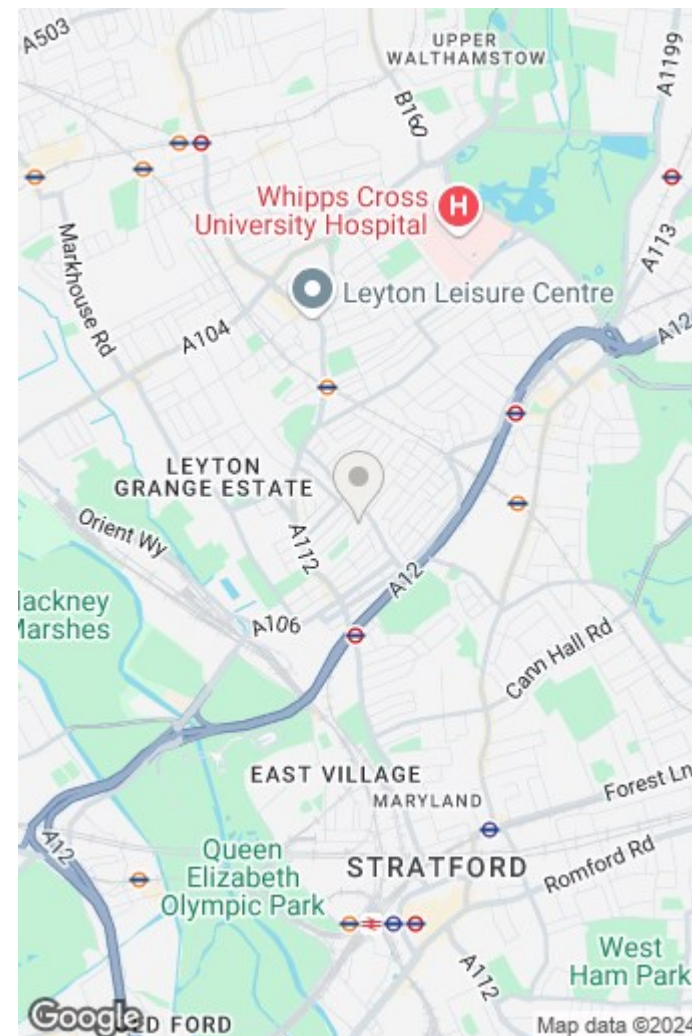 A503
UPPER
WALTHAMSTOW
A1199
B160
Whipps Cross
University Hospital
H
A113
Markhouse Rd
Leyton Leisure Centre
A104
A12
LEYTON
GRANGE ESTATE
Orient Wy
A112
A12
Hackney
Marshes
A106
Cann Hall Rd
EAST VILLAGE
MARYLAND
Forest Ln
A12
Queen
Elizabeth
Olympic Park
STRATFORD
Romford Rd
West
Ham Park
A112
Google
ED FORD
Map data ©2024